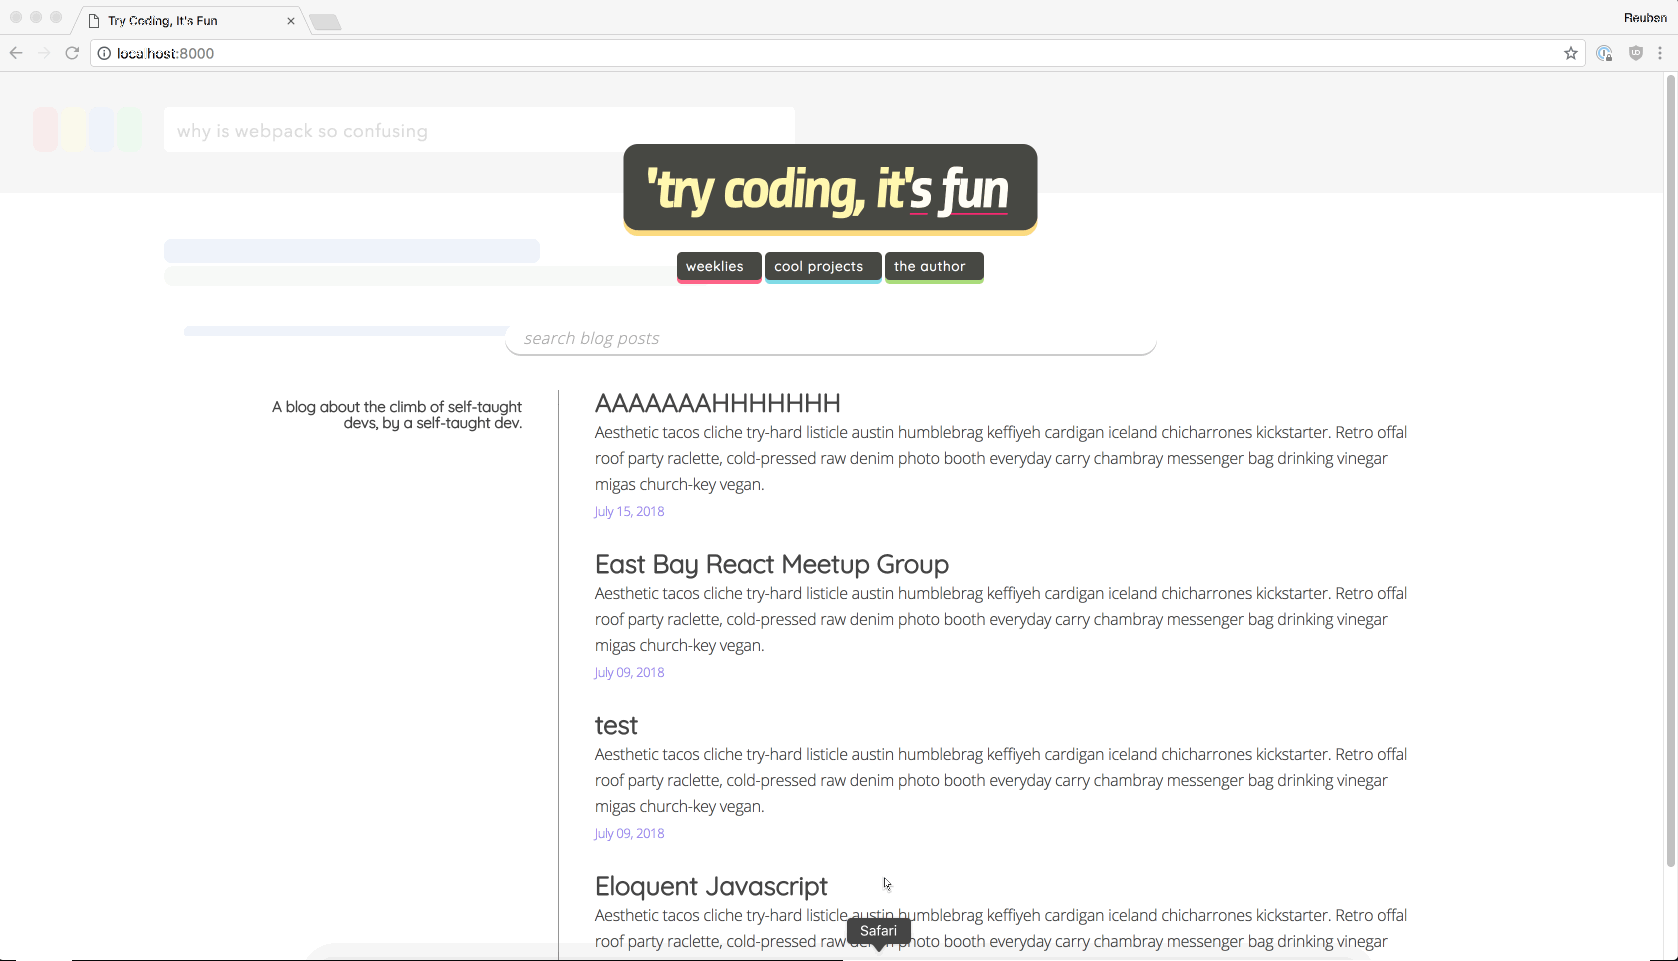 Try Coding, It's Fun
Reuben
localhost:8000
why is webpack so confusing
'try coding, it's fun
weeklies
cool projects
the author
search blog posts
A blog about the climb of self-taught
devs, by a self-taught dev.
AAAAAAAHHHHHHH
Aesthetic tacos cliche try-hard listicle austin humblebrag keffiyeh cardigan iceland chicharrones kickstarter. Retro offal
roof party raclette, cold-pressed raw denim photo booth everyday carry chambray messenger bag drinking vinegar
migas church-key vegan.
July 15, 2018
East Bay React Meetup Group
Aesthetic tacos cliche try-hard listicle austin humblebrag keffiyeh cardigan iceland chicharrones kickstarter. Retro offal
roof party raclette, cold-pressed raw denim photo booth everyday carry chambray messenger bag drinking vinegar
migas church-key vegan.
July 09, 2018
test
Aesthetic tacos cliche try-hard listicle austin humblebrag keffiyeh cardigan iceland chicharrones kickstarter. Retro offal
roof party raclette, cold-pressed raw denim photo booth everyday carry chambray messenger bag drinking vinegar
migas church-key vegan.
July 09, 2018
Eloquent Javascript
Aesthetic tacos cliche try-hard listicle austin humblebrag keffiyeh cardigan iceland chicharrones kickstarter. Retro offal
roof party raclette, cold-pressed raw denim photo booth everyday carry chambray messenger bag drinking vinegar
Safari